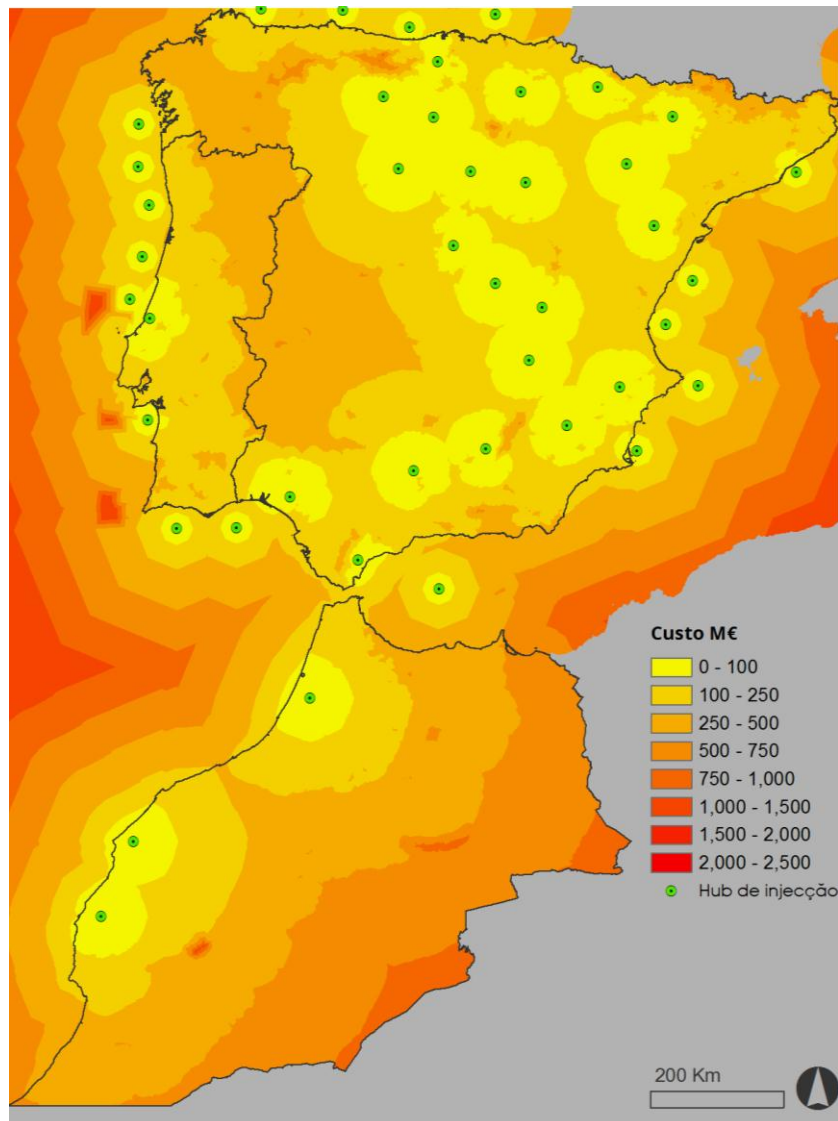 Custo M€
0 - 100
100 - 250
250 - 500
500 - 750
750 - 1,000
1,000 - 1,500
1,500 - 2,000
2,000 - 2,500
Hub de injecção
200 Km